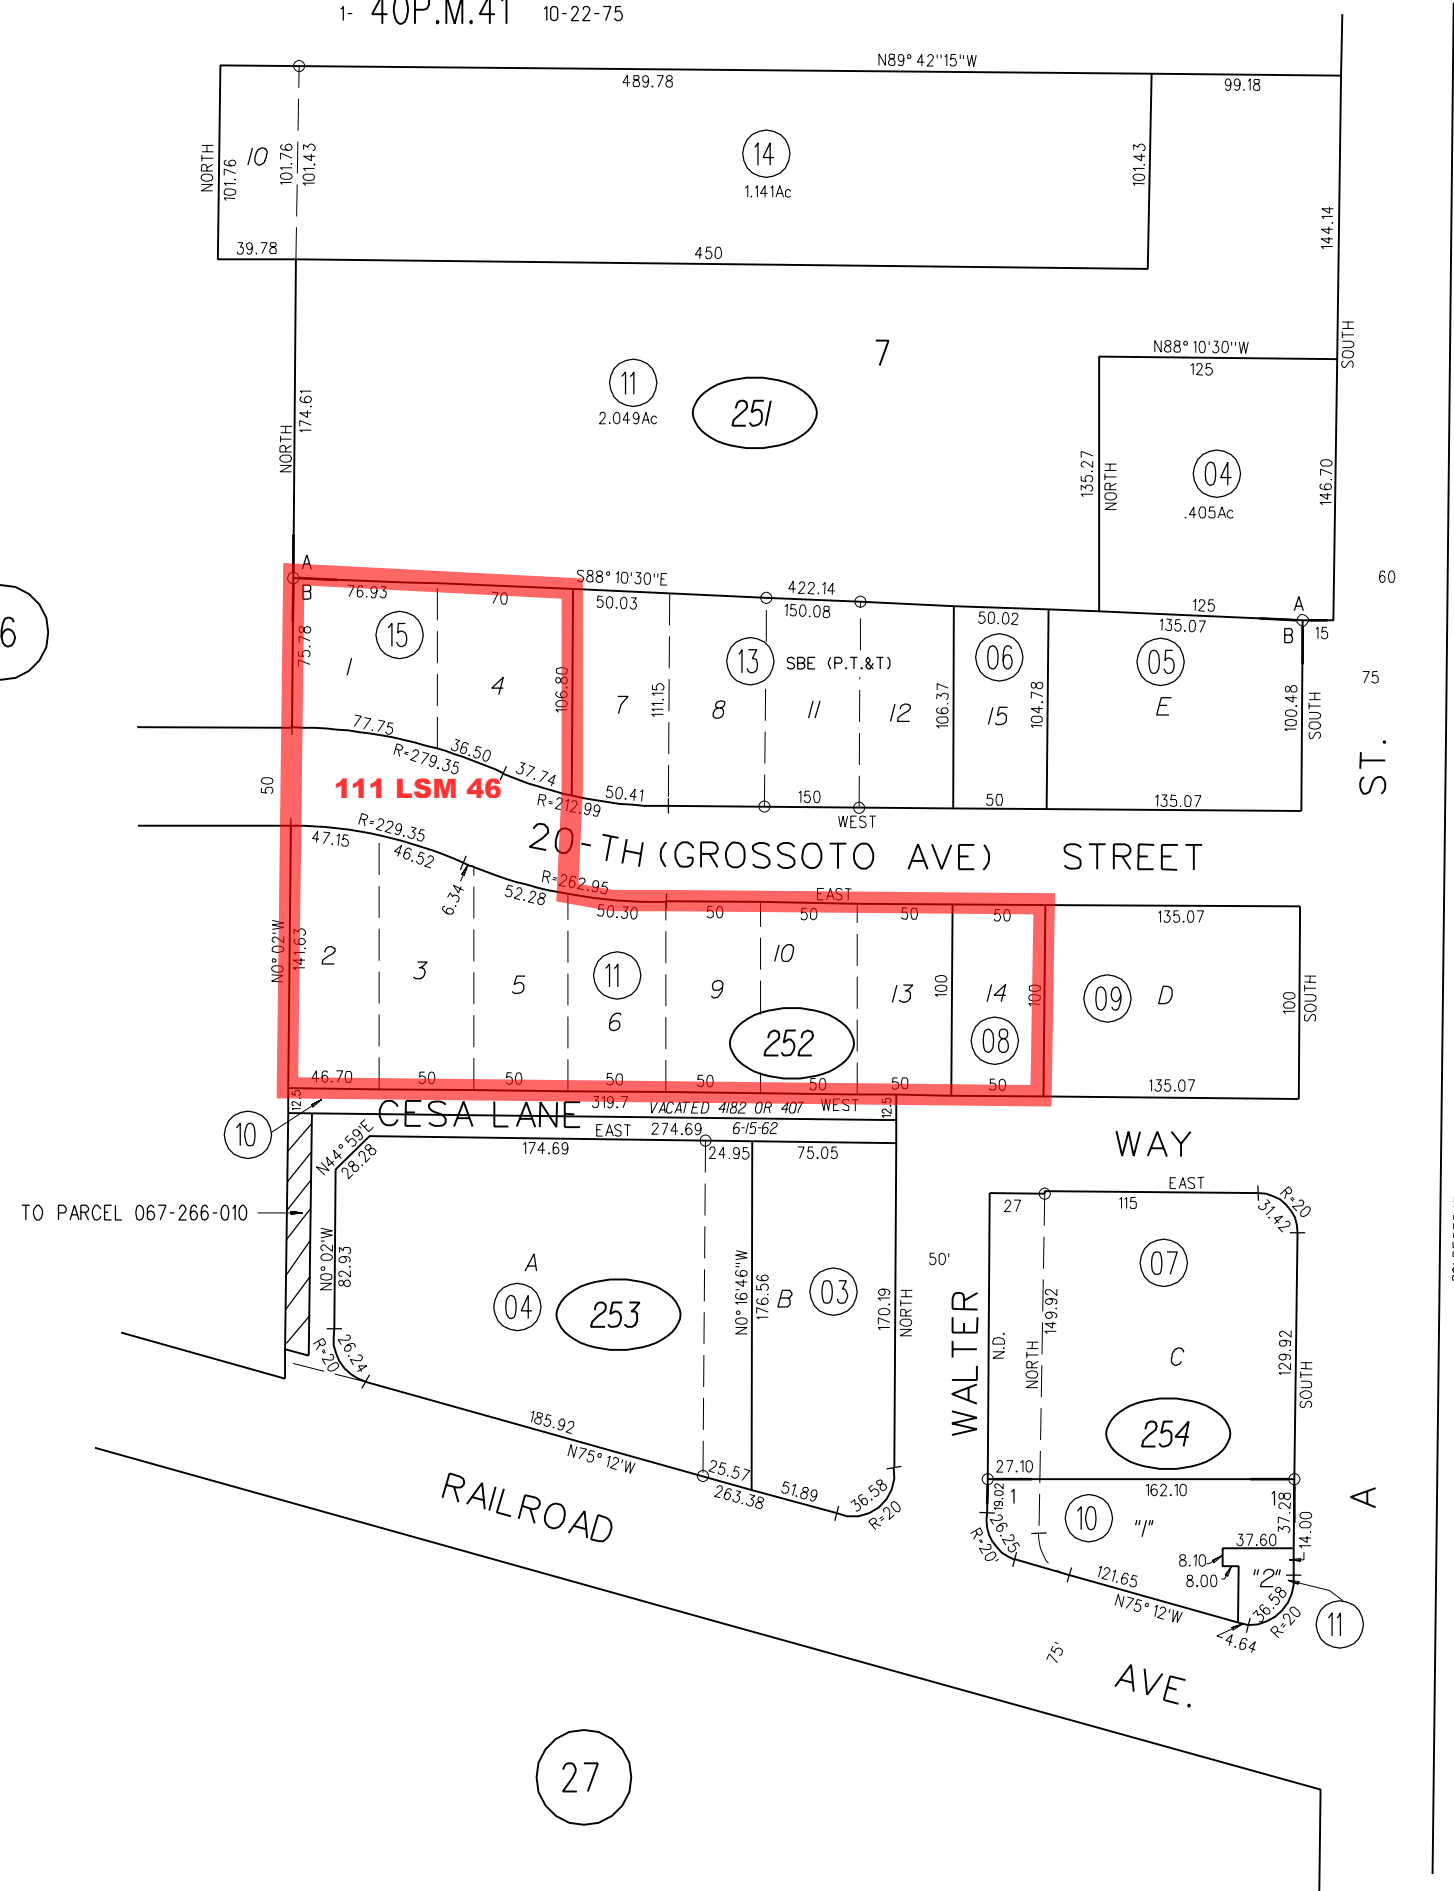 1- 40P.M.41 10-22-75
N89°42''15''W
489.78
99.18
NORTH
101.76
10
101.76
101.43
14
1.141Ac
101.43
144.14
39.78
450
SOUTH
7
N88°10'30''W
125
11
2.049Ac
251
174.61
NORTH
135.27
NORTH
04
.405Ac
146.70
A
B
76.93
70
S88°10'30''E
50.03
422.14
150.08
50.02
125
135.07
A
B
15
60
6
15
75.78
1
4
106.80
7
111.15
8
13
SBE (P.T.&T)
11
12
106.37
06
15
104.78
05
E
100.48
SOUTH
75
77.75
R=279.35
36.50
37.74
R=212.99
50.41
150
50
135.07
WEST
50
111 LSM 46
ST.
R=229.35
47.15
46.52
6.34
52.28
R=262.95
20-TH (GROSSOTO AVE) STREET
EAST
50.30
50
50
50
50
135.07
N0°02'W
141.63
2
3
5
11
6
9
10
13
100
14
100
08
09
D
100
SOUTH
252
46.70
50
50
50
50
50
50
50
135.07
12.5
CESA LANE
319.7
VACATED 4182 OR 407
WEST
12.5
10
EAST
274.69
6-15-62
WAY
N44°59'E
28.28
174.69
24.95
75.05
TO PARCEL 067-266-010
27
115
EAST
R=20
31.42
N0°02'W
82.93
A
04
253
N0°16'46''W
176.56
B
03
170.19
NORTH
50'
WALTER
N.D.
149.92
NORTH
07
C
129.92
SOUTH
R=20
26.24
254
185.92
N75°12'W
25.57
263.38
51.89
36.58
R=20
27.10
162.10
19.02
1
1
37.28
14.00
A
RAILROAD
26.25
R=20'
10
"1"
37.60
8.10
8.00
"2"
121.65
N75°12'W
36.58
R=20
11
4.64
75'
AVE.
27